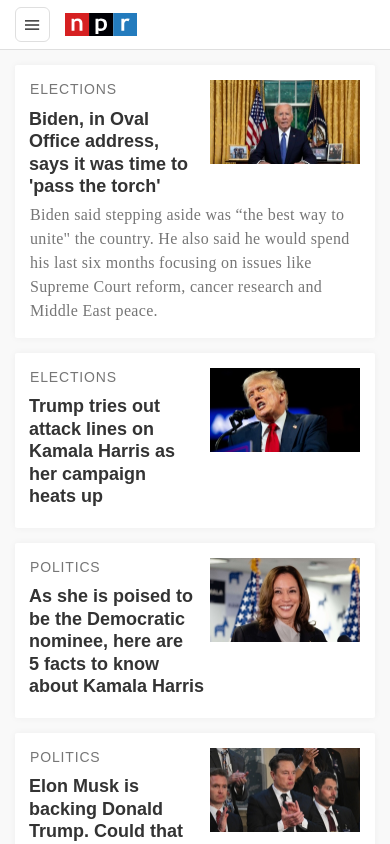 npr
ELECTIONS
Biden, in Oval
Office address,
says it was time to
'pass the torch'
Biden said stepping aside was “the best way to
unite" the country. He also said he would spend
his last six months focusing on issues like
Supreme Court reform, cancer research and
Middle East peace.
ELECTIONS
Trump tries out
attack lines on
Kamala Harris as
her campaign
heats up
POLITICS
As she is poised to
be the Democratic
nominee, here are
5 facts to know
about Kamala Harris
POLITICS
Elon Musk is
backing Donald
Trump. Could that